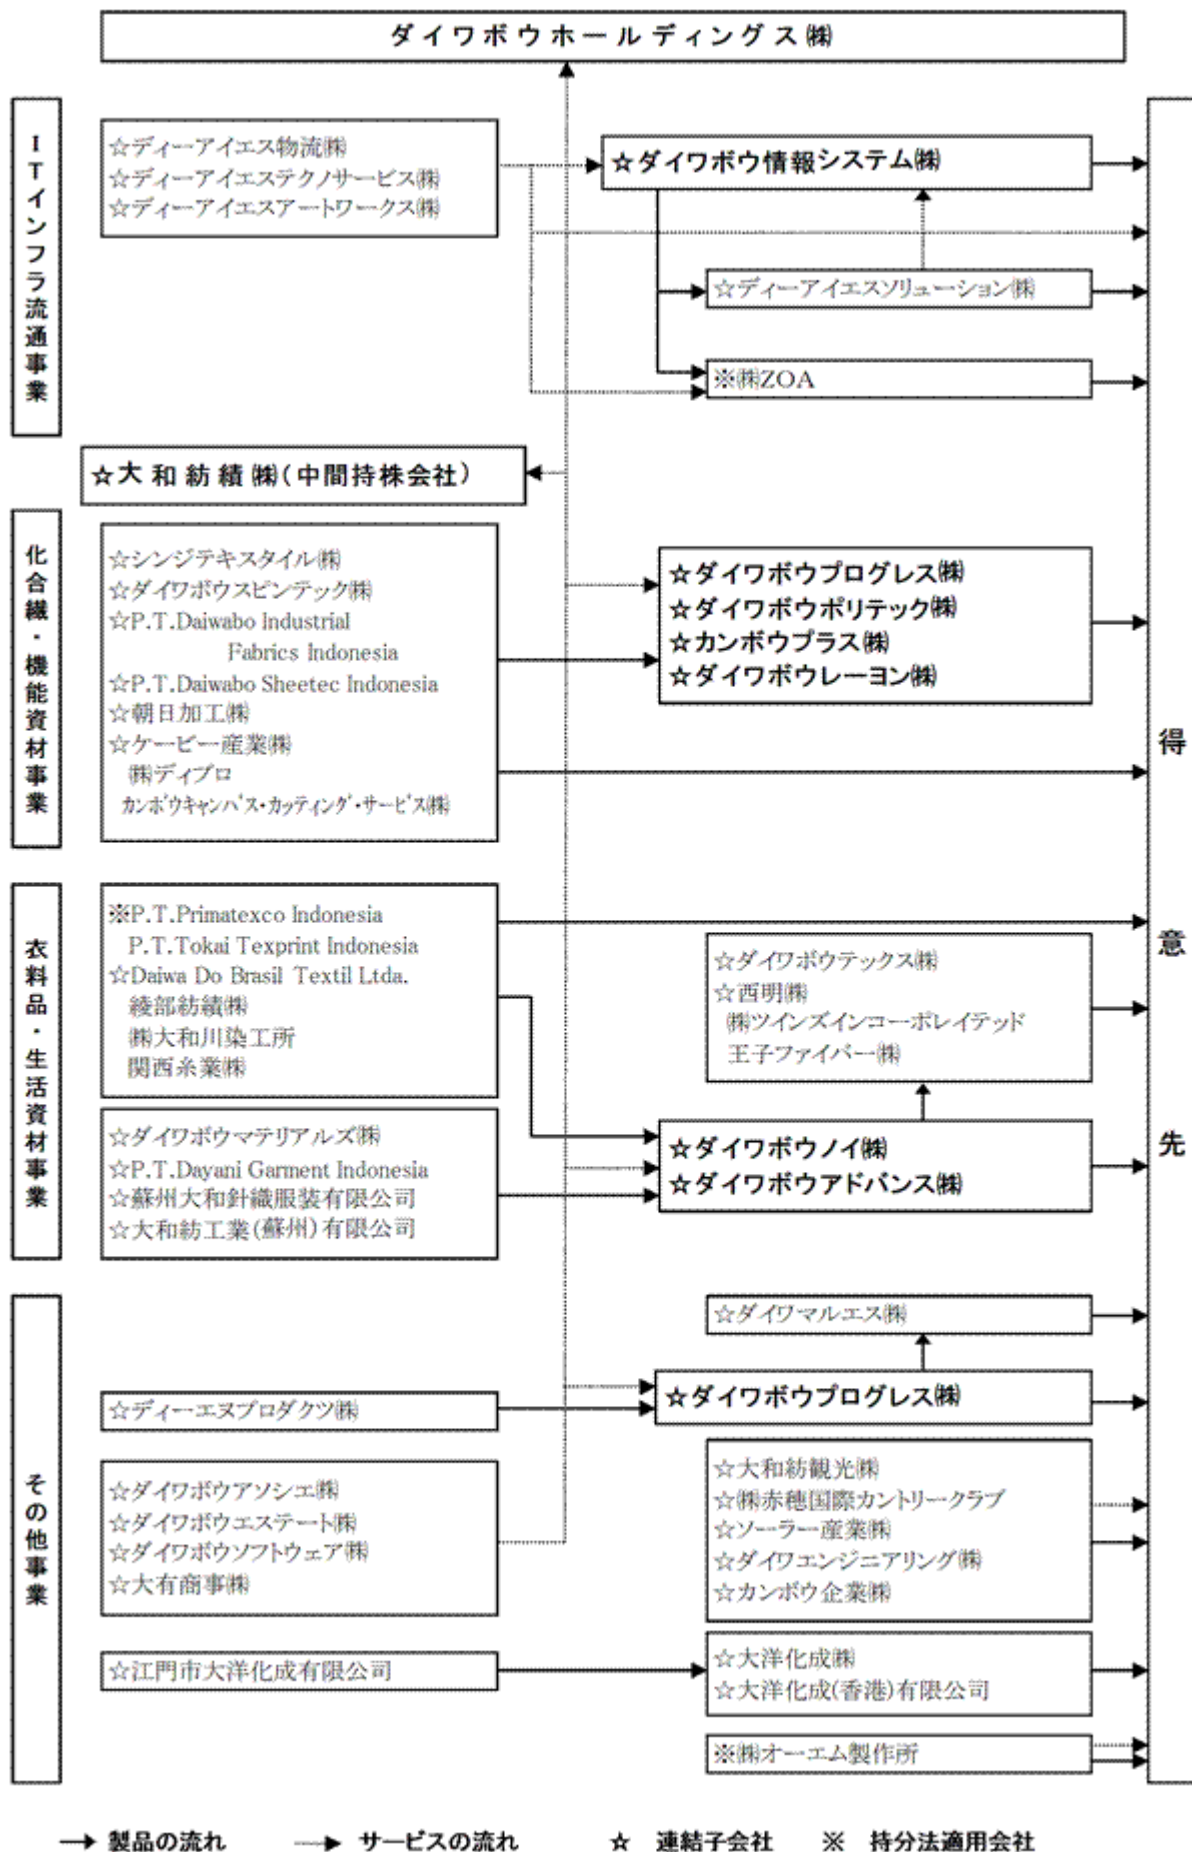 ダイワボウホールディングス㈱
ITインフラ流通事業
☆ディーアイエス物流㈱
☆ディーアイエステクノサービス㈱
☆ディーアイエスアートワークス㈱
☆ダイワボウ情報システム㈱
☆ディーアイエスソリューション㈱
※㈱ZOA
☆大和紡績㈱(中間持株会社)
化合繊・機能資材事業
☆シンジテキスタイル㈱
☆ダイワボウスピンテック㈱
☆P.T.Daiwabo Industrial
Fabrics Indonesia
☆P.T.Daiwabo Sheetec Indonesia
☆朝日加工㈱
☆ケービー産業㈱
㈱ディプロ
カンボウキャンバス・カッティング・サービス㈱
☆ダイワボウプログレス㈱
☆ダイワボウポリテック㈱
☆カンボウプラス㈱
☆ダイワボウレーヨン㈱
得意先
衣料品・生活資材事業
※P.T.Primatexco Indonesia
P.T.Tokai Texprint Indonesia
☆Daiwa Do Brasil Textil Ltda.
綾部紡績㈱
㈱大和川染工所
関西糸業㈱
☆ダイワボウテックス㈱
☆西明㈱
㈱ツインズインコーポレイテッド
王子ファイバー㈱
☆ダイワボウマテリアルズ㈱
☆P.T.Dayani Garment Indonesia
☆蘇州大和針織服装有限公司
☆大和紡工業(蘇州)有限公司
☆ダイワボウノイ㈱
☆ダイワボウアドバンス㈱
その他事業
☆ダイワマルエス㈱
☆ダイワボウプログレス㈱
☆ディーエヌプロダクツ㈱
☆ダイワボウアソシエ㈱
☆ダイワボウエステート㈱
☆ダイワボウソフトウェア㈱
☆大有商事㈱
☆大和紡観光㈱
☆㈱赤穂国際カントリークラブ
☆ソーラー産業㈱
☆ダイワエンジニアリング㈱
☆カンボウ企業㈱
☆江門市大洋化成有限公司
☆大洋化成㈱
☆大洋化成(香港)有限公司
※㈱オーエム製作所
→ 製品の流れ
→ サービスの流れ
☆ 連結子会社
※ 持分法適用会社